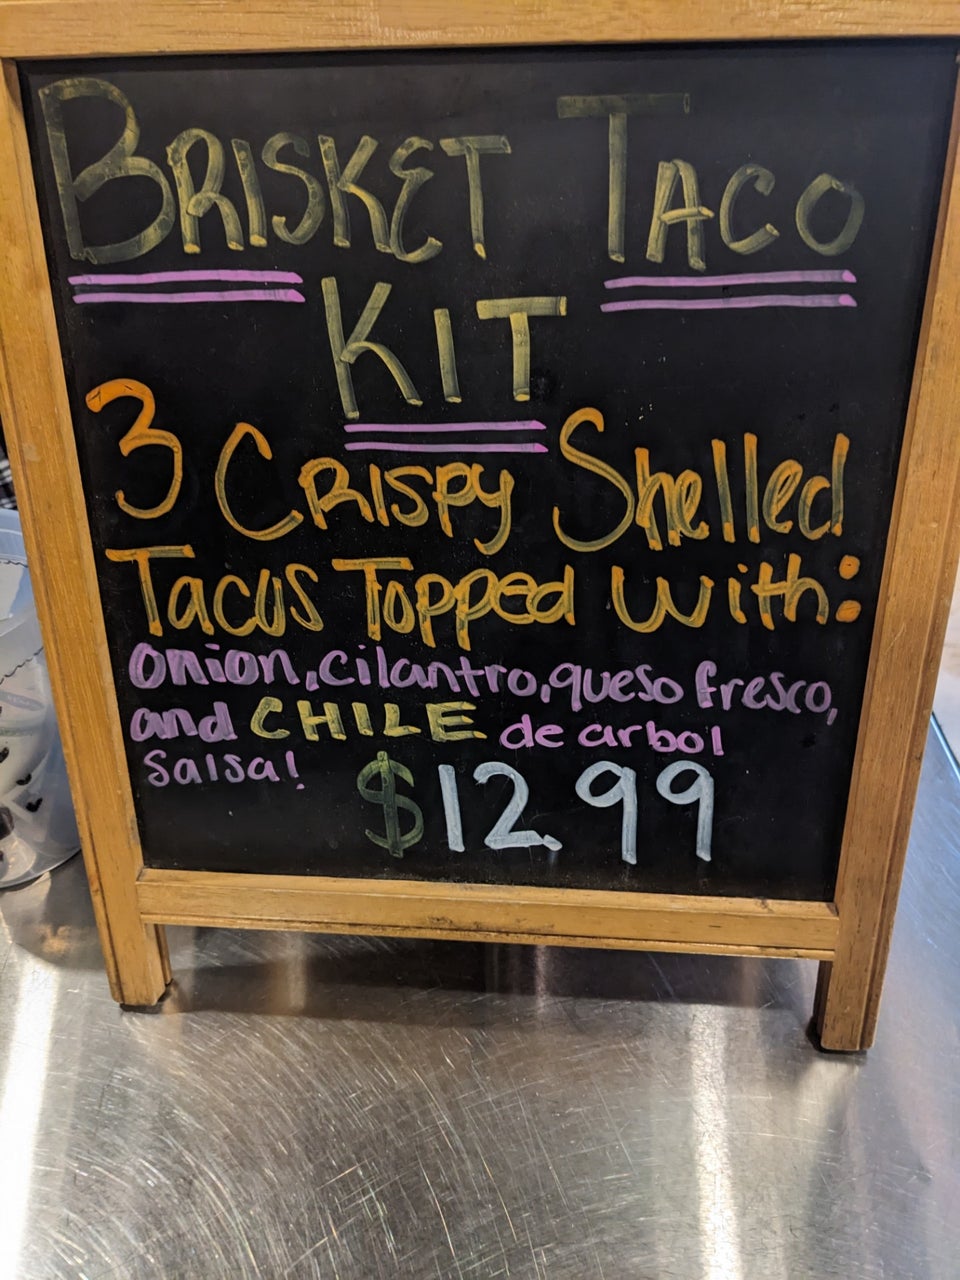 BRISKET TACO
KIT
3 CRISPY Shelled
Tacos Topped with:
Onion, cilantro, queso fresco,
and CHILE de arbol
Salsa!
$12.99